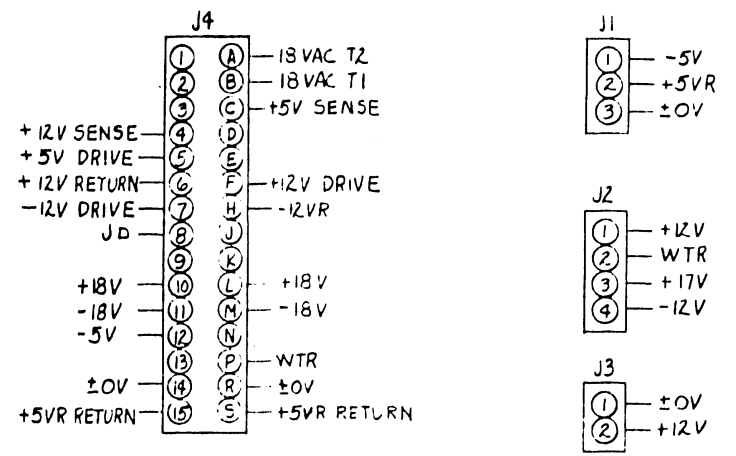 J4
1 A 18 VAC T2
2 B 18 VAC T1
3 C +5V SENSE
+ 12V SENSE 4 D
+ 5V DRIVE 5 E
+ 12V RETURN 6 F +12V DRIVE
-12V DRIVE 7 H -12VR
JD 8 J
9 K
+18V 10 L +18V
-18V 11 M -18V
-5V 12 N
13 P WTR
±0V 14 R ±0V
+5VR RETURN 15 S +5VR RETURN
J1
1 -5V
2 +5VR
3 ±0V
J2
1 +12V
2 WTR
3 +17V
4 -12V
J3
1 ±0V
2 +12V